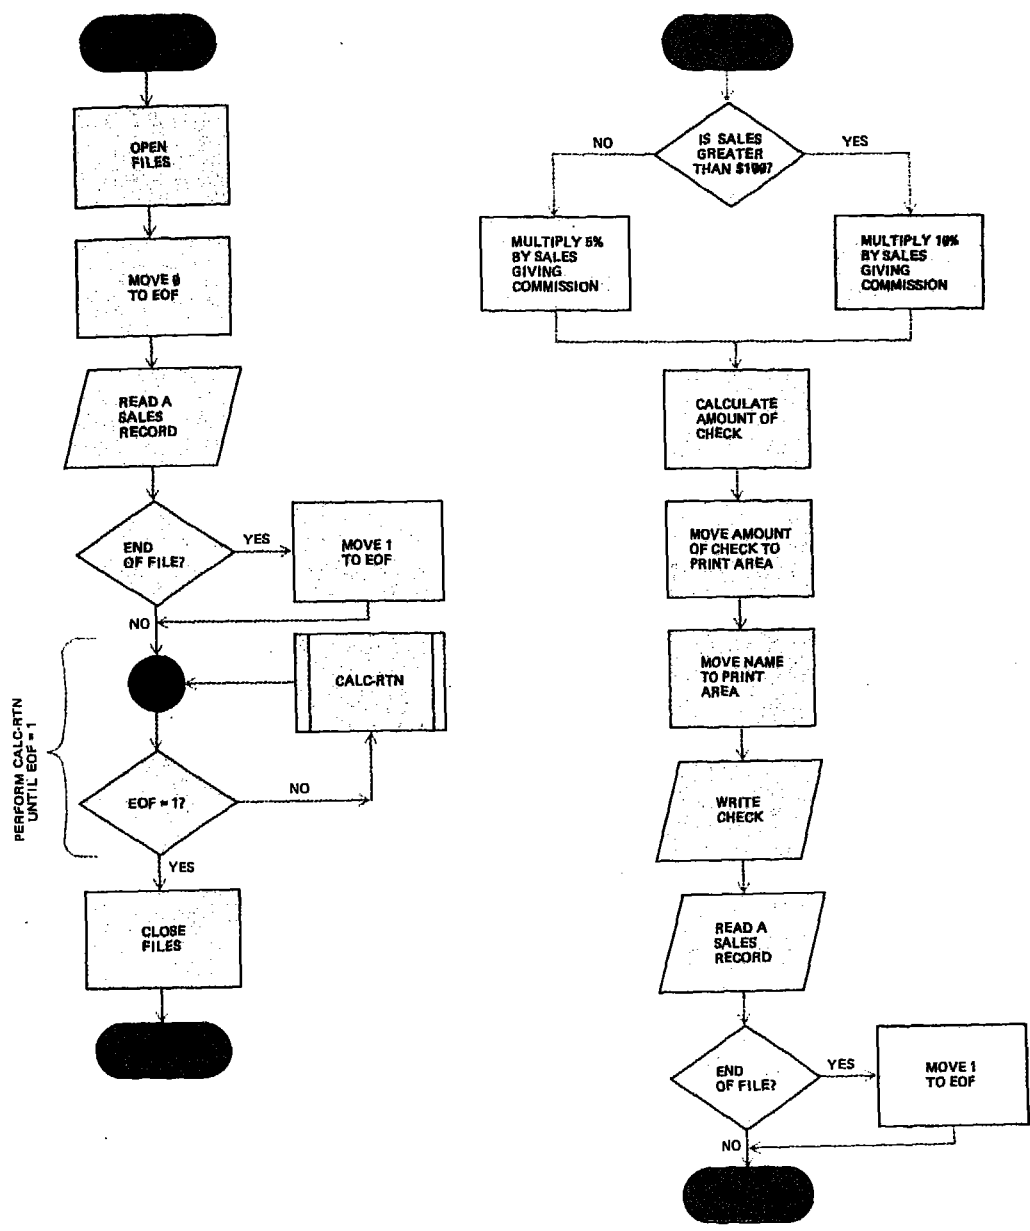 OPEN
FILES
MOVE 0
TO EOF
READ A
SALES
RECORD
END
OF FILE?
YES
MOVE 1
TO EOF
NO
CALC-RTN
PERFORM CALC-RTN
UNTIL EOF = 1
EOF = 1?
NO
YES
CLOSE
FILES
IS SALES
GREATER
THAN $100?
NO
YES
MULTIPLY 5%
BY SALES
GIVING
COMMISSION
MULTIPLY 10%
BY SALES
GIVING
COMMISSION
CALCULATE
AMOUNT OF
CHECK
MOVE AMOUNT
OF CHECK TO
PRINT AREA
MOVE NAME
TO PRINT
AREA
WRITE
CHECK
READ A
SALES
RECORD
END
OF FILE?
YES
MOVE 1
TO EOF
NO